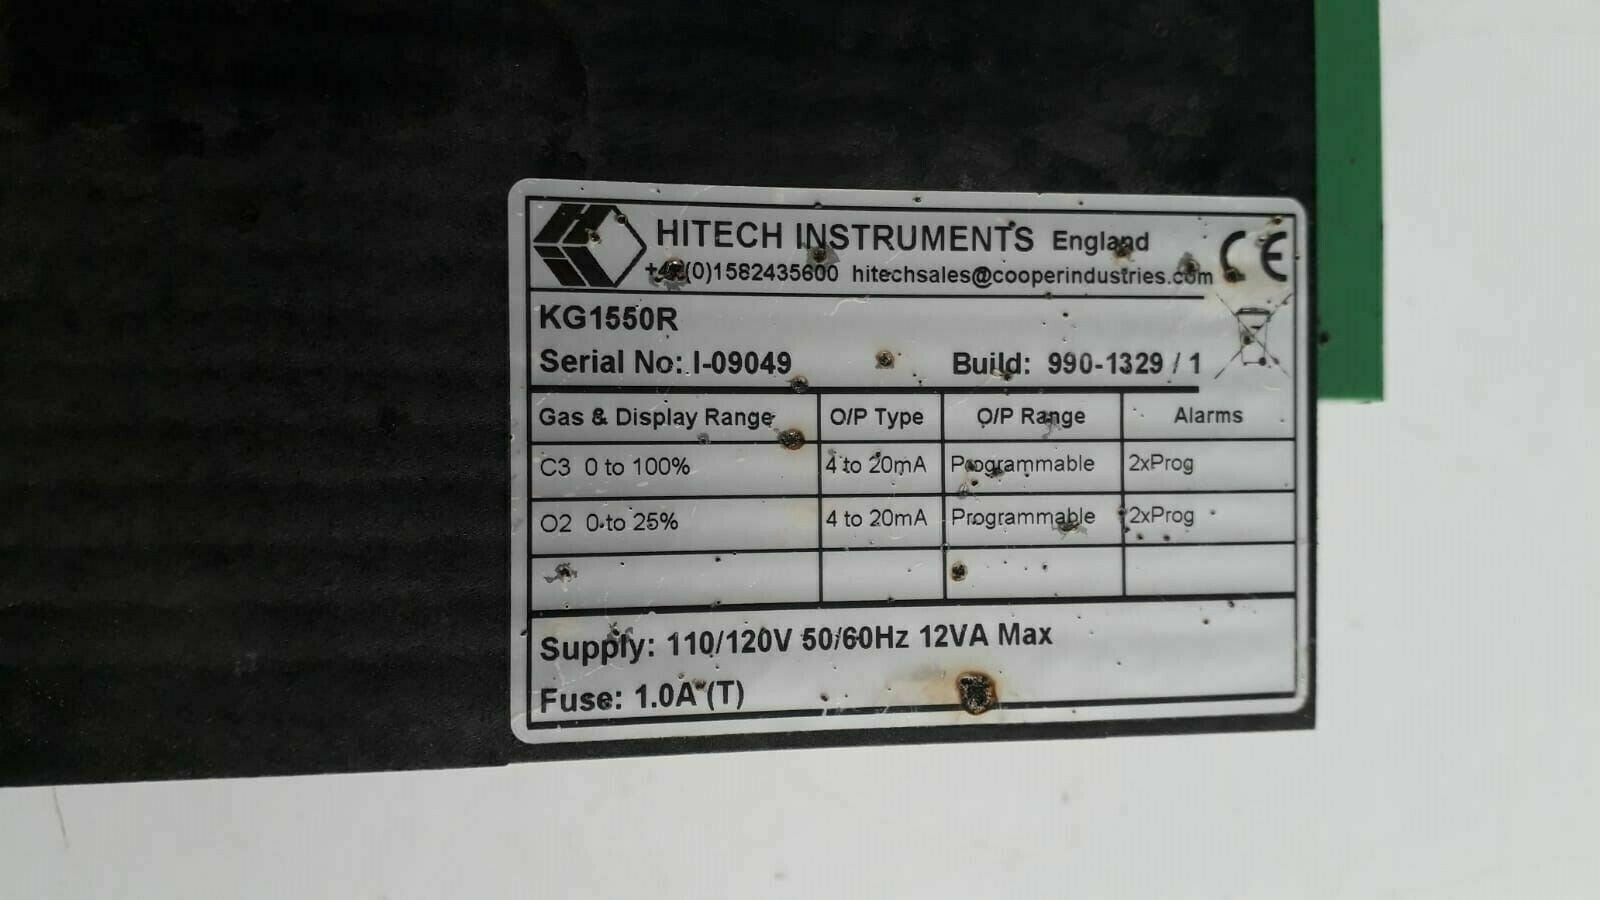 HITECH INSTRUMENTS England
+44(0)1582435600 hitechsales@cooperindustries.com
CE
KG1550R
Serial No: I-09049 Build: 990-1329 / 1
Gas & Display Range O/P Type O/P Range Alarms
C3 0 to 100% 4 to 20mA Programmable 2xProg
O2 0 to 25% 4 to 20mA Programmable 2xProg
Supply: 110/120V 50/60Hz 12VA Max
Fuse: 1.0A (T)